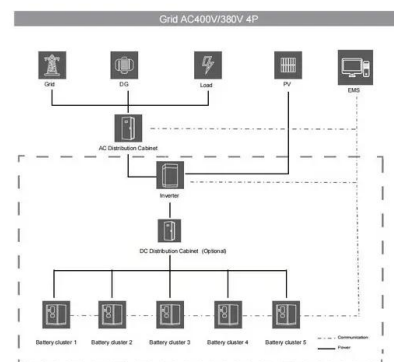 Grid AC400V/380V 4P
Grid
DG
Load
PV
EMS
AC Distribution Cabinet
Inverter
DC Distribution Cabinet (Optional)
Battery cluster 1
Battery cluster 2
Battery cluster 3
Battery cluster 4
Battery cluster 5
Communication
Power